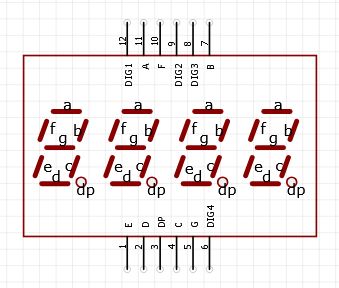 12 11 10 9 8 7
DIG1 A F DIG2 DIG3 B
a a a a
f b f b f b f b
g g g g
e c e c e c e c
d d d d
dp dp dp dp
E D DP C G DIG4
1 2 3 4 5 6